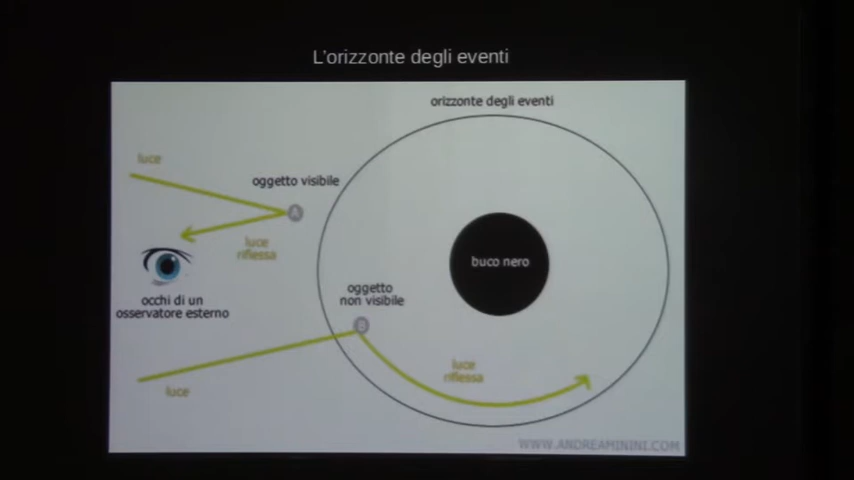 L'orizzonte degli eventi
orizzonte degli eventi
luce
oggetto visibile
A
luce
riflessa
buco nero
occhi di un
osservatore esterno
oggetto
non visibile
B
luce
riflessa
luce
WWW.ANDREAMININI.COM